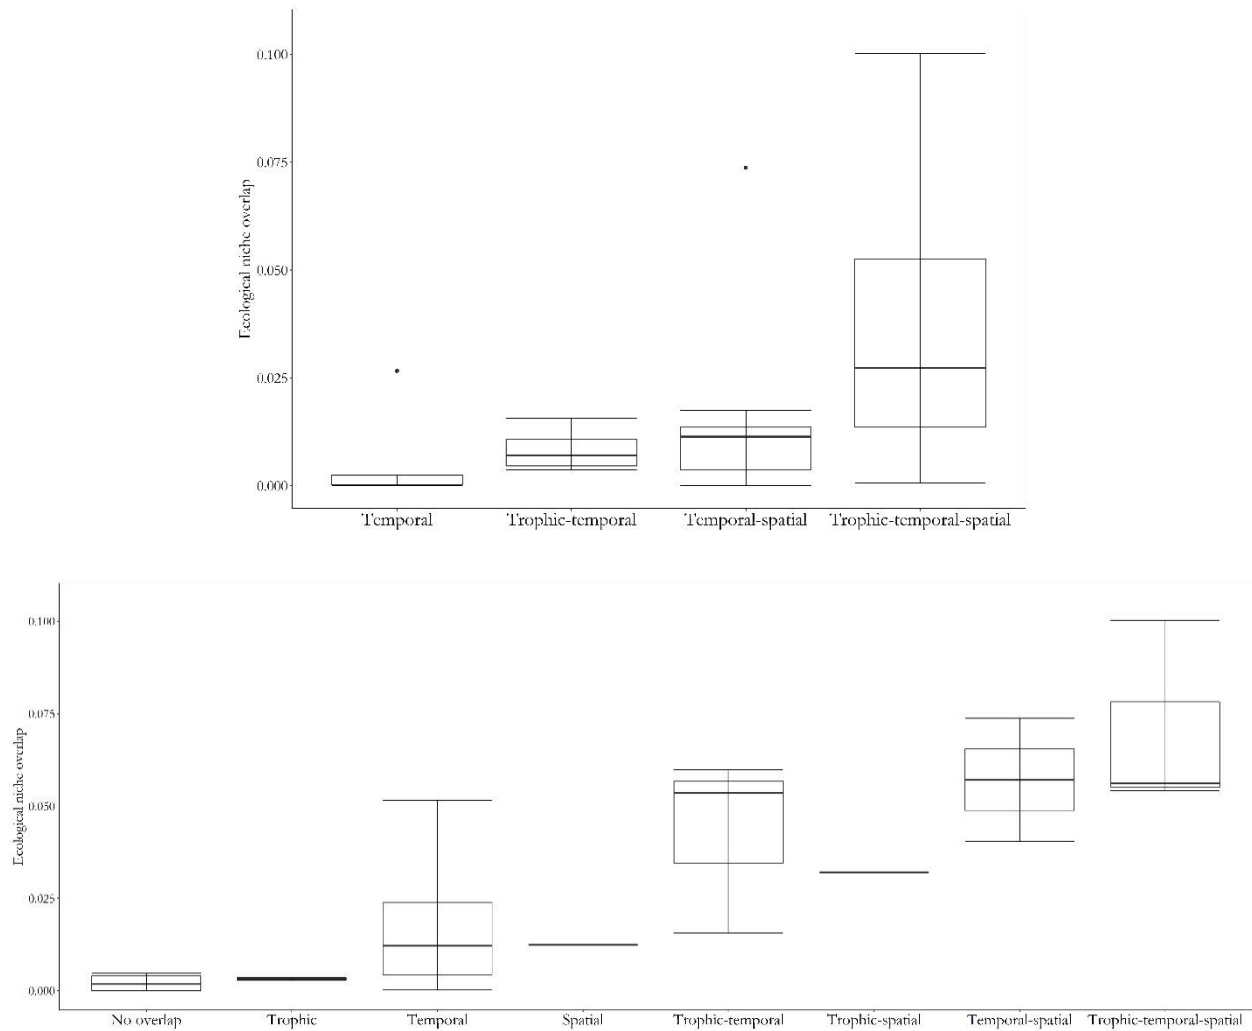 0.100
0.075
0.050
0.025
0.000
Ecological niche overlap
Temporal Trophic-temporal Temporal-spatial Trophic-temporal-spatial
0.100
0.075
0.050
0.025
0.000
Ecological niche overlap
No overlap Trophic Temporal Spatial Trophic-temporal Trophic-spatial Temporal-spatial Trophic-temporal-spatial